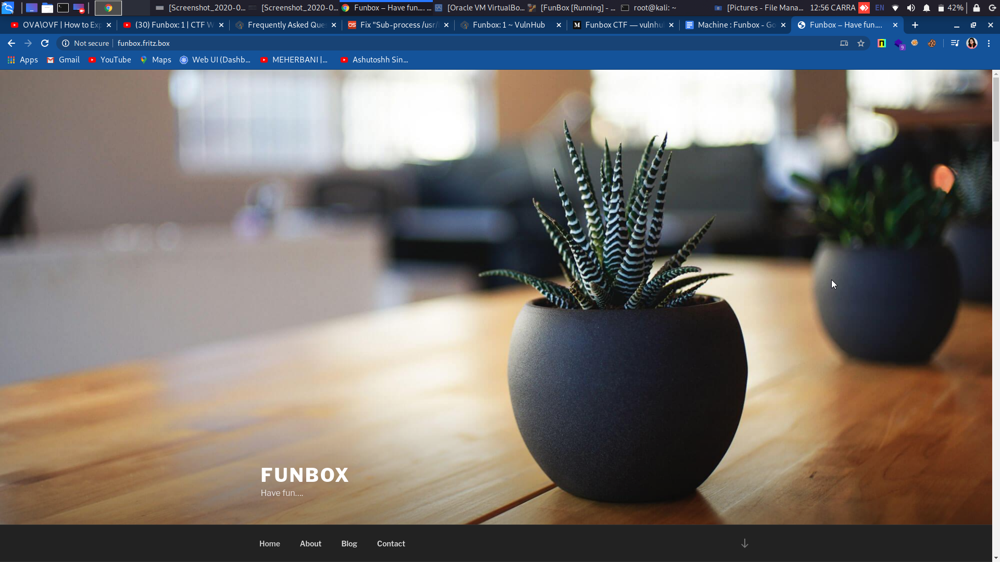 [Screenshot_2020-0...
[Screenshot_2020-0...
Funbox – Have fun.... ...
[Oracle VM VirtualBo...
[FunBox [Running] - ...
root@kali: ~
[Pictures - File Mana...
12:56 CARRA
EN
42%
OVA\OVF | How to Exp
(30) Funbox: 1 | CTF W
Frequently Asked Ques
Fix "Sub-process /usr/
Funbox: 1 ~ VulnHub
Funbox CTF — vulnhu
Machine : Funbox - Go
Funbox – Have fun....
Not secure
funbox.fritz.box
9
Apps
Gmail
YouTube
Maps
Web UI (Dashb...
MEHERBANI |...
Ashutoshh Sin...
FUNBOX
Have fun....
Home
About
Blog
Contact